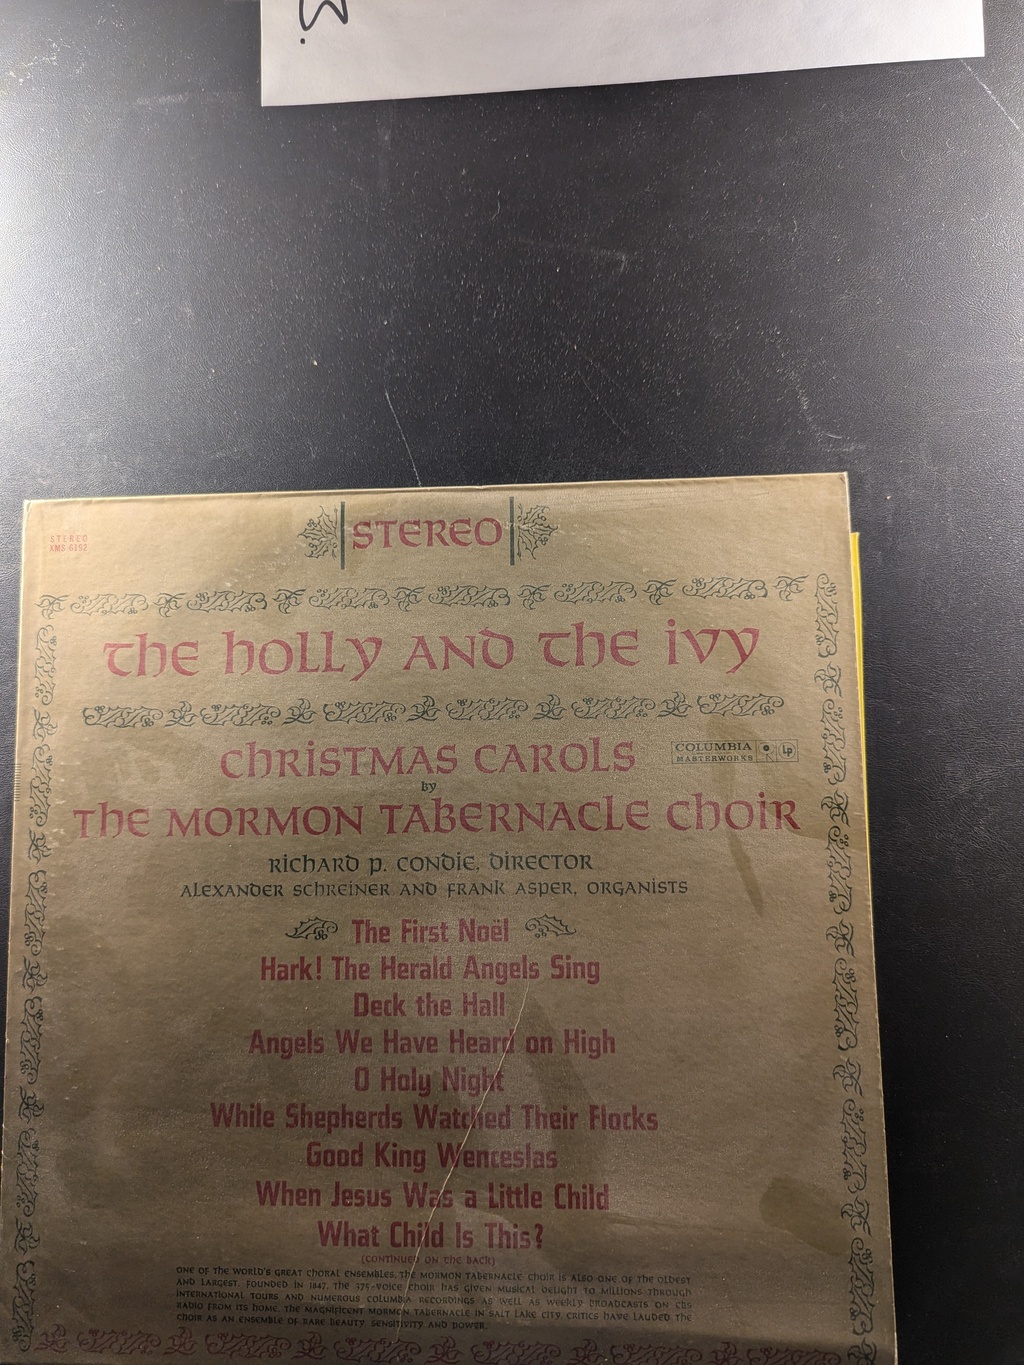 STEREO
STEREO
XMS 6192
the holly and the ivy
COLUMBIA
MASTERWORKS
Lp
christmas carols
by
the mormon tabernacle choir
richard p. condie, director
alexander schreiner and frank asper, organists
The First Noël
Hark! The Herald Angels Sing
Deck the Hall
Angels We Have Heard on High
O Holy Night
While Shepherds Watched Their Flocks
Good King Wenceslas
When Jesus Was a Little Child
What Child Is This?
(continued on the back)
one of the world's great choral ensembles, the mormon tabernacle choir is also one of the oldest
and largest. founded in 1847, the 375-voice choir has given musical delight to millions through
international tours and numerous columbia recordings as well as weekly broadcasts on cbs
radio from its home, the magnificent mormon tabernacle in salt lake city. critics have lauded the
choir as an ensemble of rare beauty, sensitivity and power.